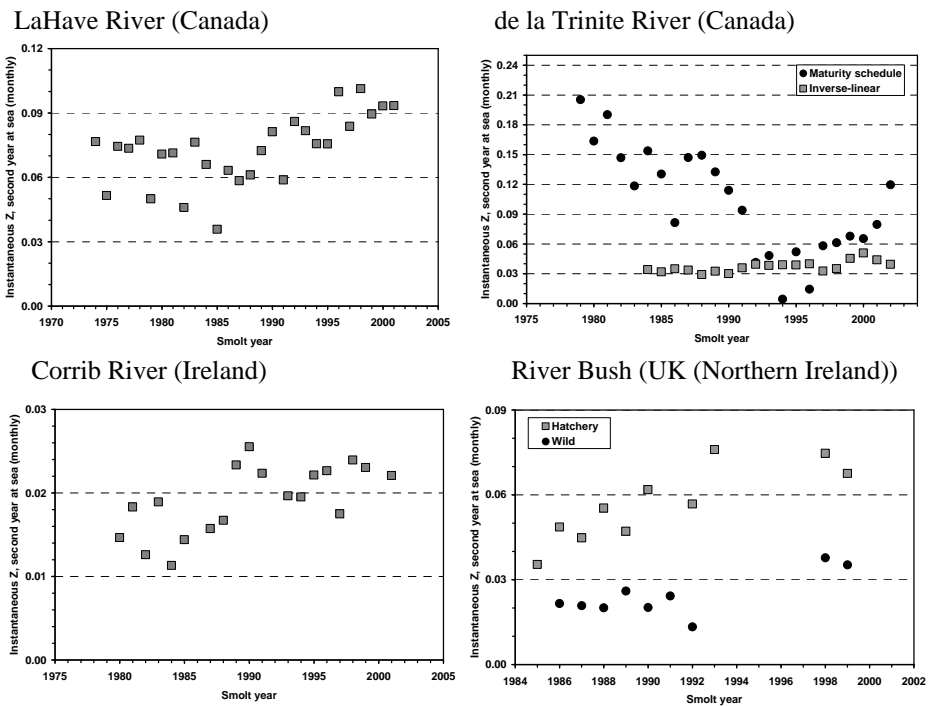 LaHave River (Canada)
0.12
0.09
0.06
0.03
0.00
1970 1975 1980 1985 1990 1995 2000 2005
Smolt year
Instantaneous Z, second year at sea (monthly)
de la Trinite River (Canada)
0.24
0.21
0.18
0.15
0.12
0.09
0.06
0.03
0.00
1975 1980 1985 1990 1995 2000
Smolt year
Instantaneous Z, second year at sea (monthly)
Maturity schedule
Inverse-linear
Corrib River (Ireland)
0.03
0.02
0.01
0.00
1975 1980 1985 1990 1995 2000 2005
Smolt year
Instantaneous Z, second year at sea (monthly)
River Bush (UK (Northern Ireland))
0.09
0.06
0.03
0.00
1984 1986 1988 1990 1992 1994 1996 1998 2000 2002
Smolt year
Instantaneous Z, second year at sea (monthly)
Hatchery
Wild